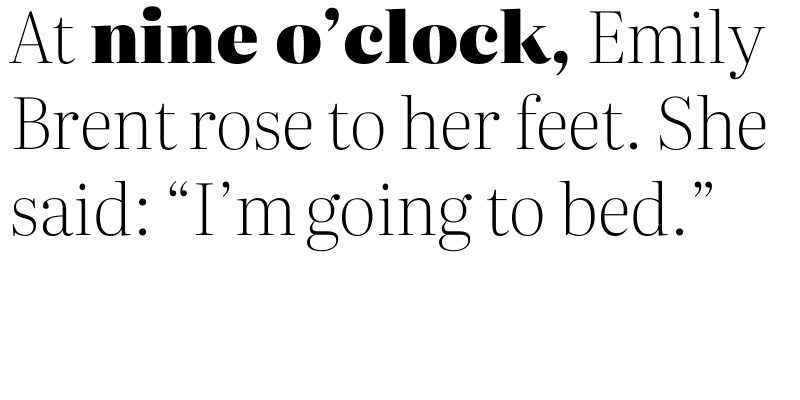 At nine o’clock, Emily
Brent rose to her feet. She
said: “I’m going to bed.”